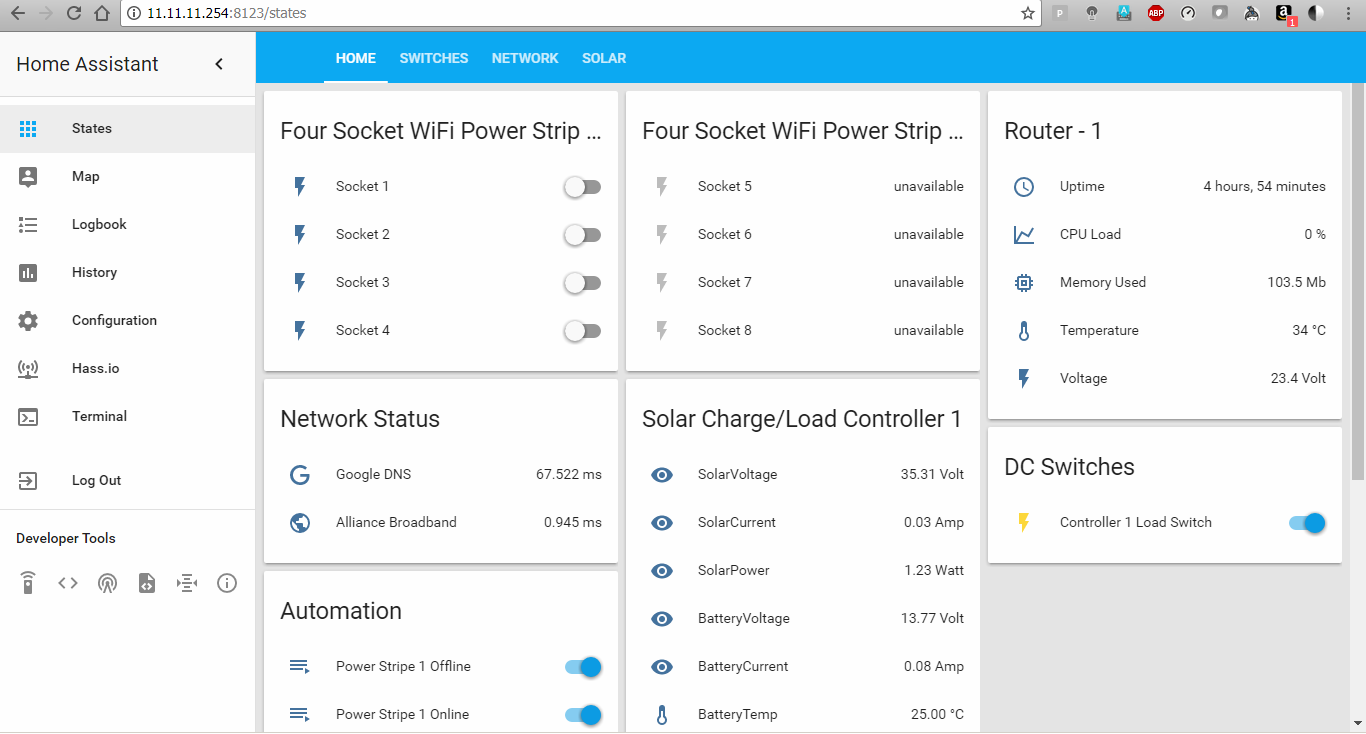 11.11.11.254:8123/states
P
A
ABP
a
1
Home Assistant
HOME SWITCHES NETWORK SOLAR
States
Map
Logbook
History
Configuration
Hass.io
Terminal
Log Out
Developer Tools
Four Socket WiFi Power Strip ...
Socket 1
Socket 2
Socket 3
Socket 4
Network Status
Google DNS 67.522 ms
Alliance Broadband 0.945 ms
Automation
Power Stripe 1 Offline
Power Stripe 1 Online
Four Socket WiFi Power Strip ...
Socket 5 unavailable
Socket 6 unavailable
Socket 7 unavailable
Socket 8 unavailable
Solar Charge/Load Controller 1
SolarVoltage 35.31 Volt
SolarCurrent 0.03 Amp
SolarPower 1.23 Watt
BatteryVoltage 13.77 Volt
BatteryCurrent 0.08 Amp
BatteryTemp 25.00 °C
Router - 1
Uptime 4 hours, 54 minutes
CPU Load 0 %
Memory Used 103.5 Mb
Temperature 34 °C
Voltage 23.4 Volt
DC Switches
Controller 1 Load Switch